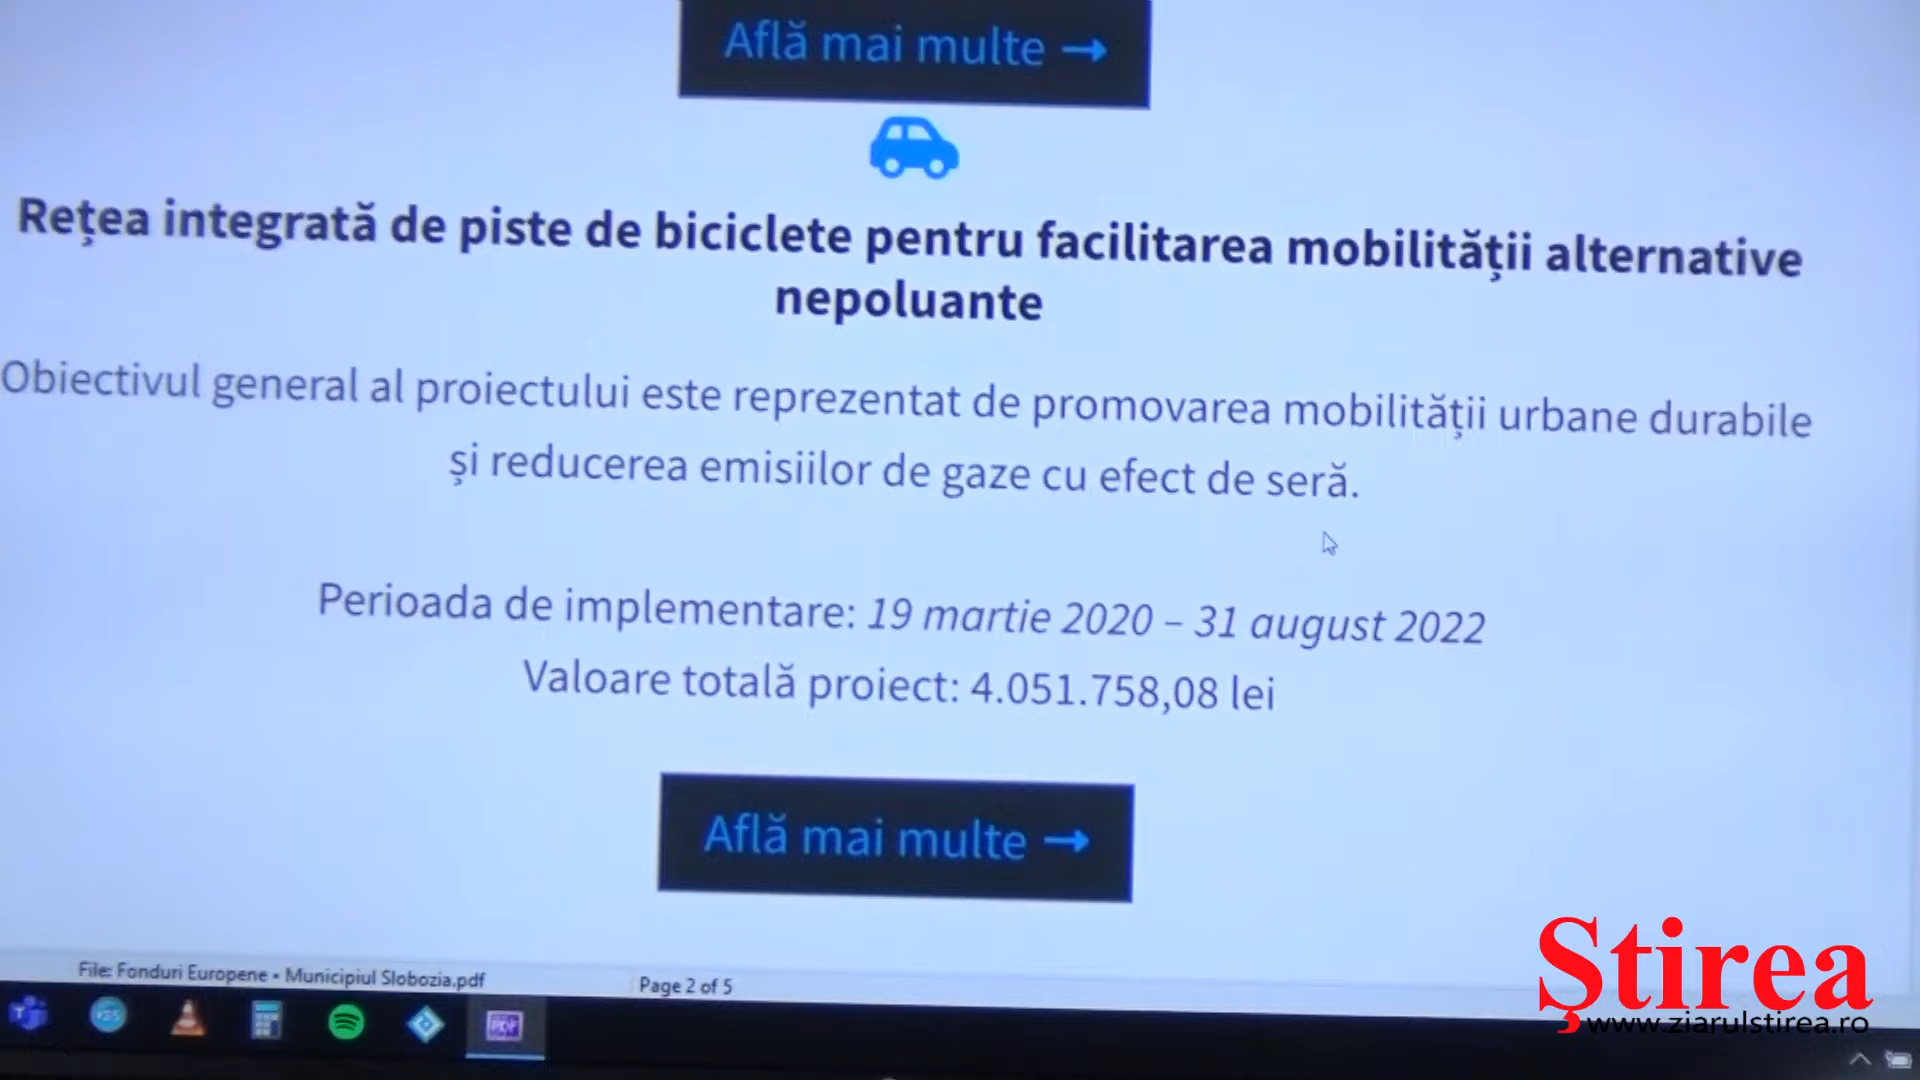 Află mai multe →
Rețea integrată de piste de biciclete pentru facilitarea mobilității alternative
nepoluante
Obiectivul general al proiectului este reprezentat de promovarea mobilității urbane durabile
și reducerea emisiilor de gaze cu efect de seră.
Perioada de implementare: 19 martie 2020 – 31 august 2022
Valoare totală proiect: 4.051.758,08 lei
Află mai multe →
File: Fonduri Europene • Municipiul Slobozia.pdf
Page 2 of 5
PDF
Știrea
www.ziarulstirea.ro